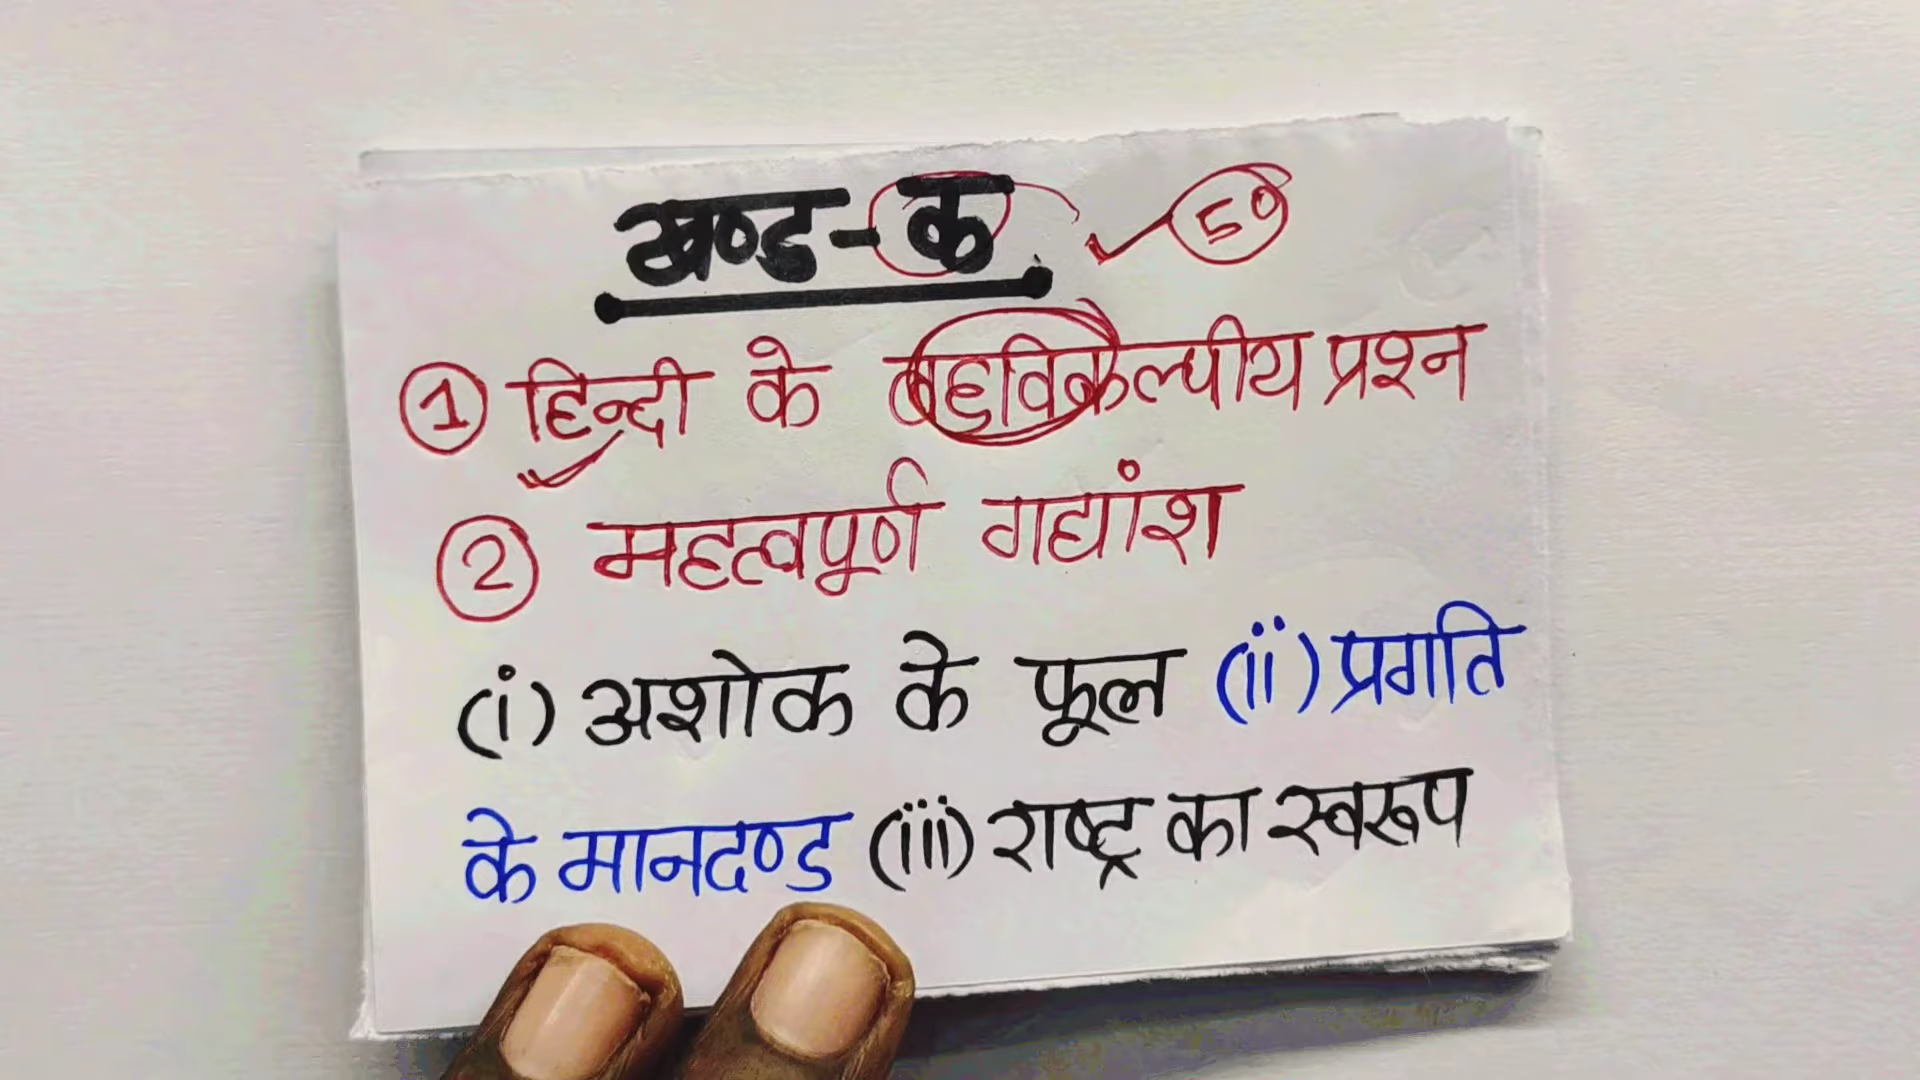 खण्ड-क 50
① हिन्दी के बहुविकल्पीय प्रश्न
② महत्वपूर्ण गद्यांश
(i) अशोक के फूल (ii) प्रगति
के मानदण्ड (iii) राष्ट्र का स्वरूप